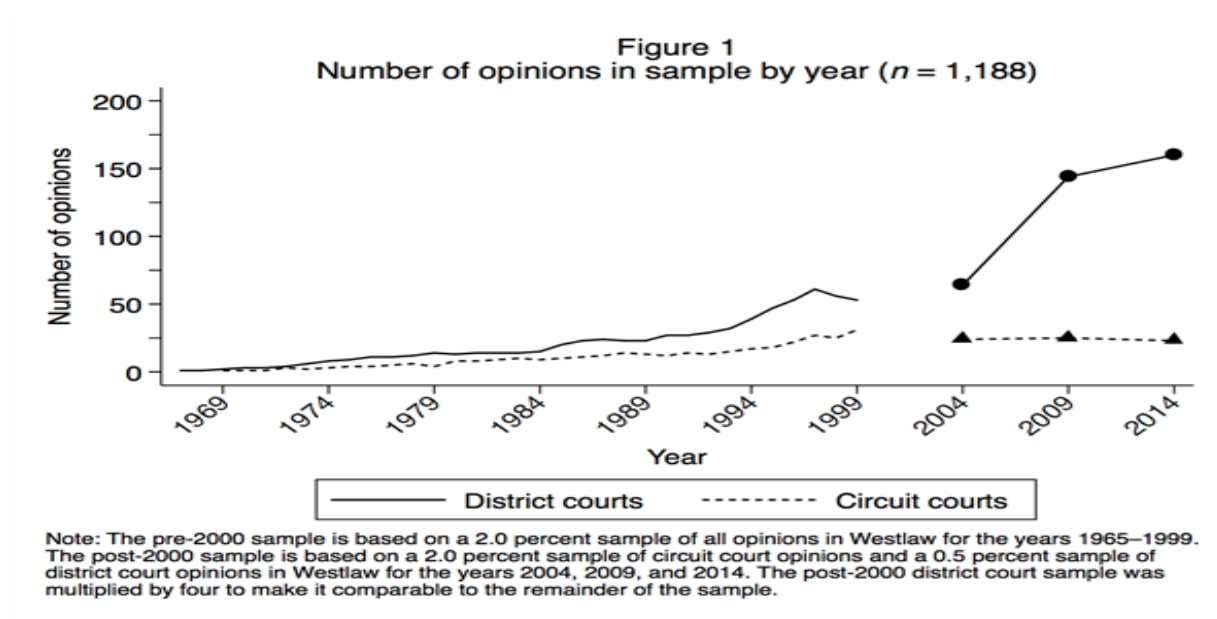 Figure 1
Number of opinions in sample by year (n = 1,188)
200
150
100
50
0
Number of opinions
1969
1974
1979
1984
1989
1994
1999
2004
2009
2014
Year
District courts
Circuit courts
Note: The pre-2000 sample is based on a 2.0 percent sample of all opinions in Westlaw for the years 1965–1999.
The post-2000 sample is based on a 2.0 percent sample of circuit court opinions and a 0.5 percent sample of
district court opinions in Westlaw for the years 2004, 2009, and 2014. The post-2000 district court sample was
multiplied by four to make it comparable to the remainder of the sample.